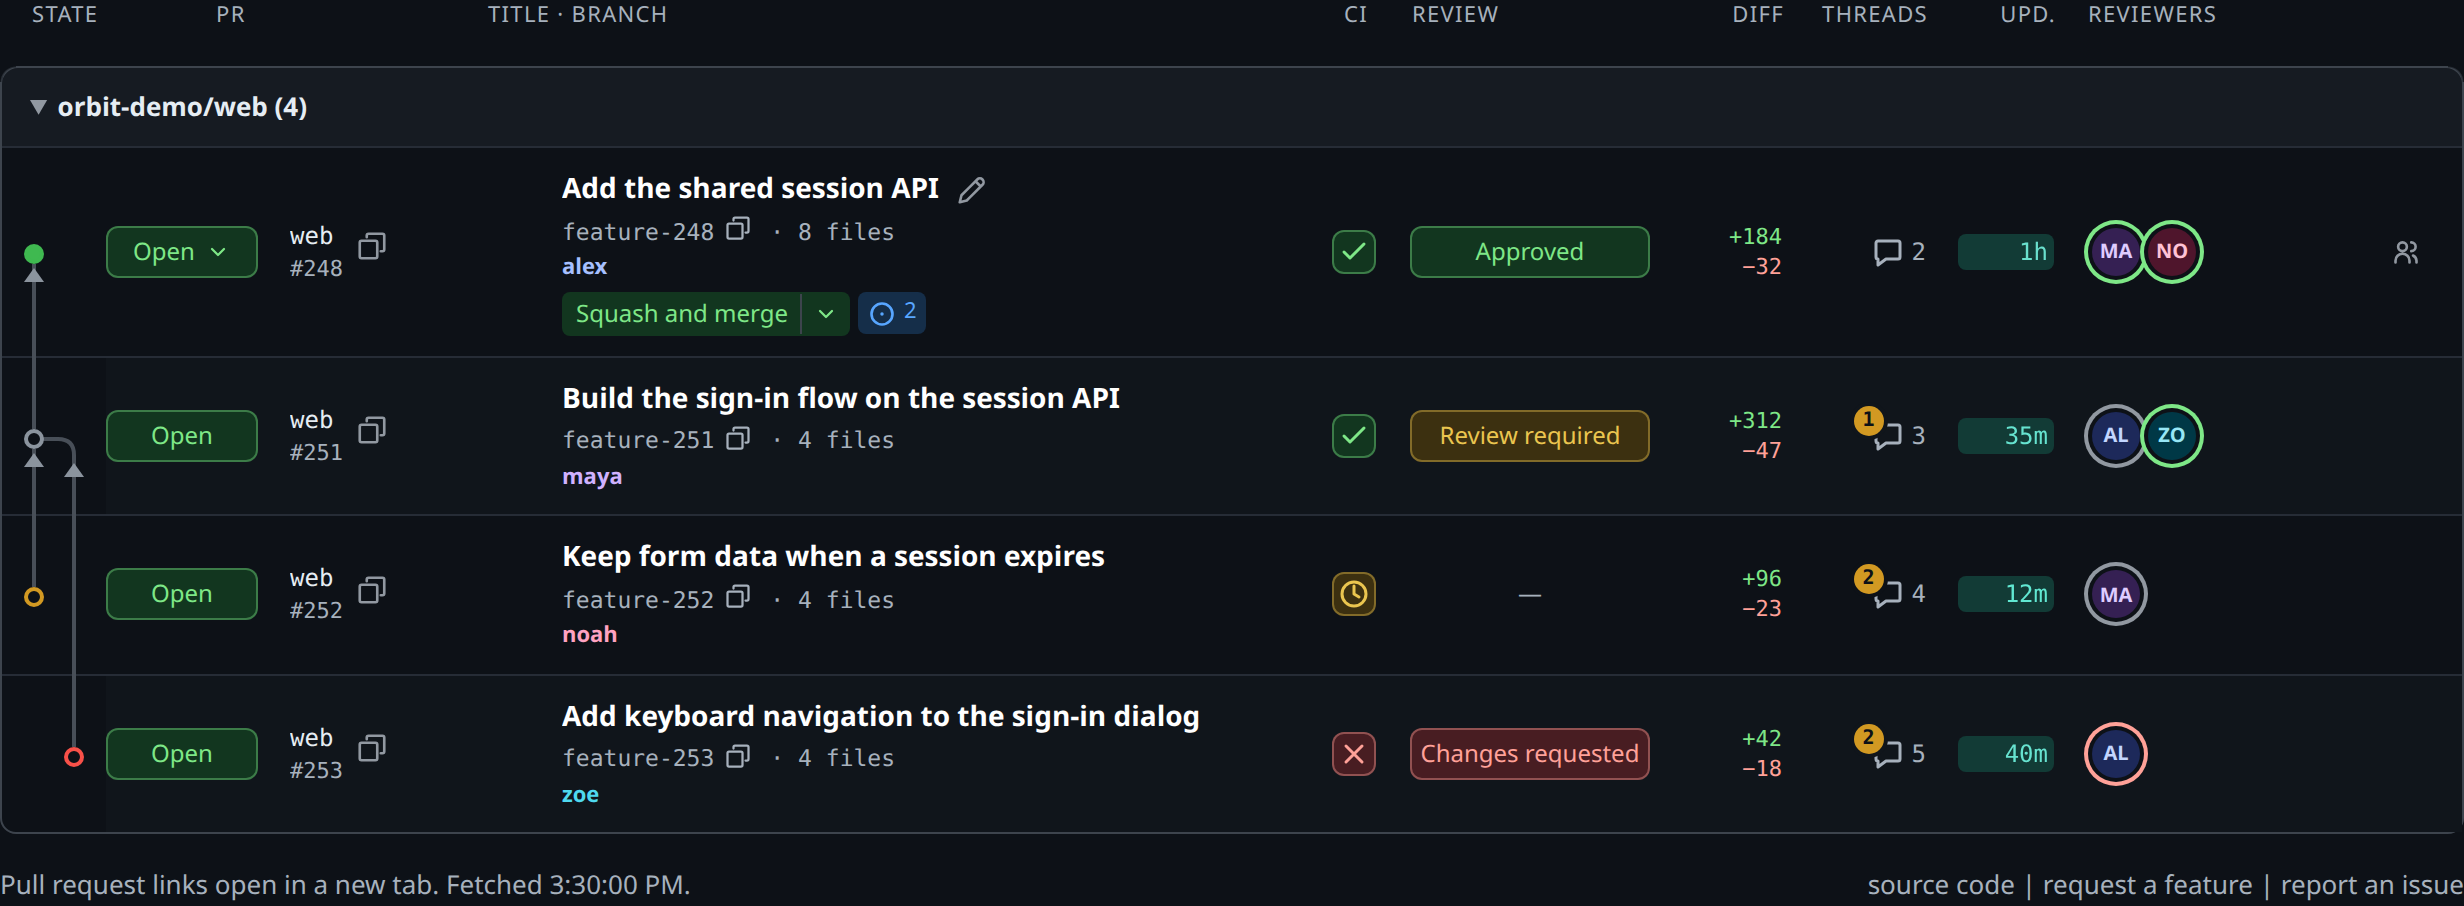 STATE PR TITLE · BRANCH CI REVIEW DIFF THREADS UPD. REVIEWERS
orbit-demo/web (4)
Add the shared session API
Open web #248 feature-248 · 8 files Approved +184 −32 2 1h MA NO
alex
Squash and merge 2
Build the sign-in flow on the session API
Open web #251 feature-251 · 4 files Review required +312 −47 1 3 35m AL ZO
maya
Keep form data when a session expires
Open web #252 feature-252 · 4 files — +96 −23 2 4 12m MA
noah
Add keyboard navigation to the sign-in dialog
Open web #253 feature-253 · 4 files Changes requested +42 −18 2 5 40m AL
zoe
Pull request links open in a new tab. Fetched 3:30:00 PM. source code | request a feature | report an issue